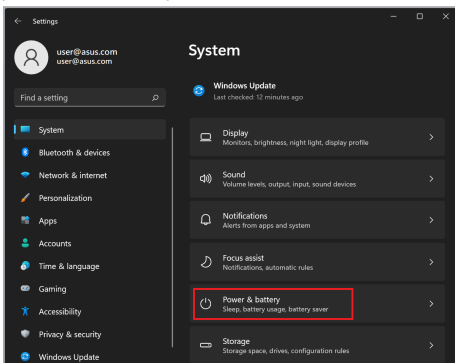 Settings
user@asus.com
user@asus.com
Find a setting
System
Bluetooth & devices
Network & internet
Personalization
Apps
Accounts
Time & language
Gaming
Accessibility
Privacy & security
Windows Update
System
Windows Update
Last checked: 12 minutes ago
Display
Monitors, brightness, night light, display profile
Sound
Volume levels, output, input, sound devices
Notifications
Alerts from apps and system
Focus assist
Notifications, automatic rules
Power & battery
Sleep, battery usage, battery saver
Storage
Storage space, drives, configuration rules